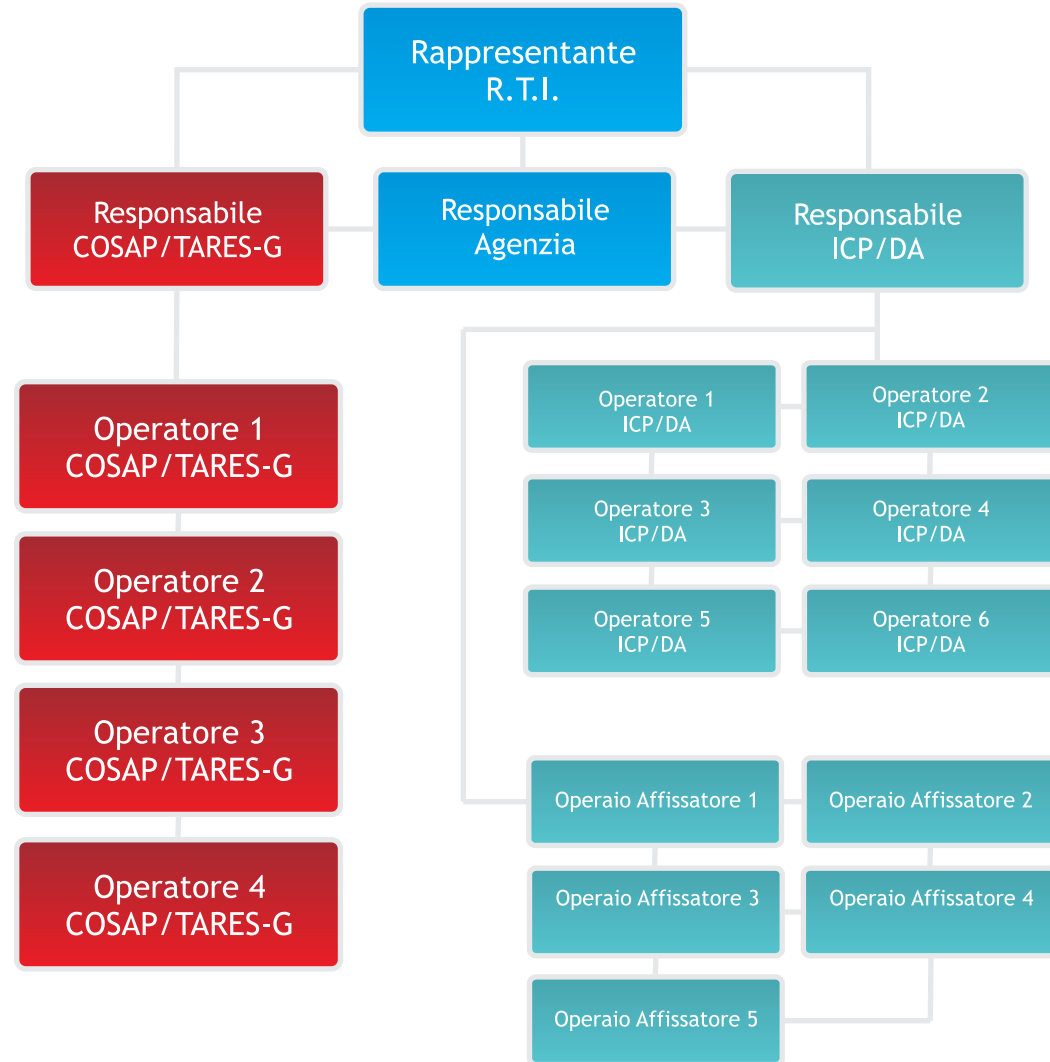 Rappresentante
R.T.I.
Responsabile
COSAP/TARES-G
Responsabile
Agenzia
Responsabile
ICP/DA
Operatore 1
COSAP/TARES-G
Operatore 2
COSAP/TARES-G
Operatore 3
COSAP/TARES-G
Operatore 4
COSAP/TARES-G
Operatore 1
ICP/DA
Operatore 2
ICP/DA
Operatore 3
ICP/DA
Operatore 4
ICP/DA
Operatore 5
ICP/DA
Operatore 6
ICP/DA
Operaio Affissatore 1
Operaio Affissatore 2
Operaio Affissatore 3
Operaio Affissatore 4
Operaio Affissatore 5